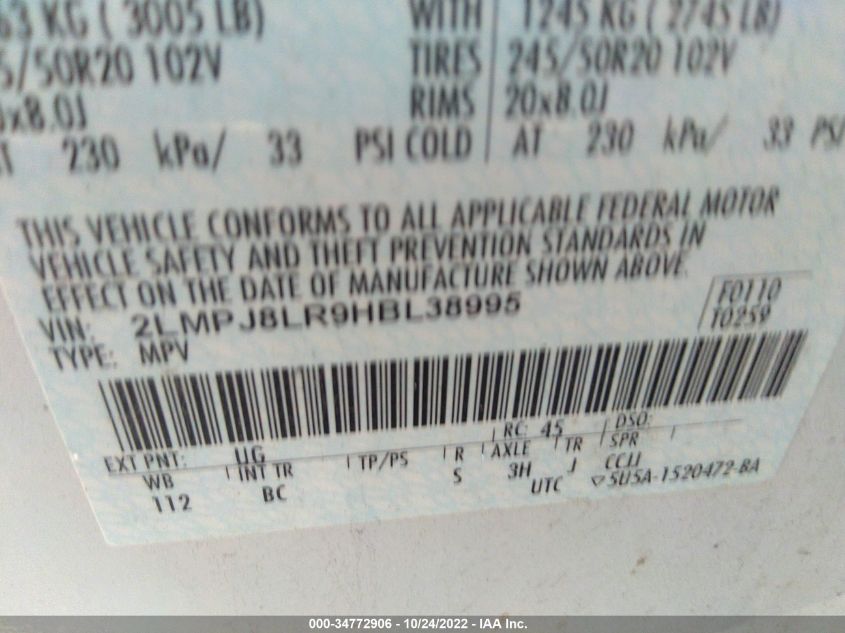 63 KG ( 3005 LB) WITH 1245 KG ( 2745 LB)
5/50R20 102V TIRES 245/50R20 102V
0x8.0J RIMS 20x8.0J
AT 230 kPa/ 33 PSI COLD AT 230 kPa/ 33 PSI
THIS VEHICLE CONFORMS TO ALL APPLICABLE FEDERAL MOTOR
VEHICLE SAFETY AND THEFT PREVENTION STANDARDS IN
EFFECT ON THE DATE OF MANUFACTURE SHOWN ABOVE.
VIN: 2LMPJ8LR9HBL38995 F0110
TYPE: MPV T0259
EXT PNT: UG RC: 45 DSO:
WB INT TR TP/PS R AXLE TR SPR
112 BC S 3H J CCLJ
UTC ▽5U5A-1520472-BA
000-34772906 - 10/24/2022 - IAA Inc.